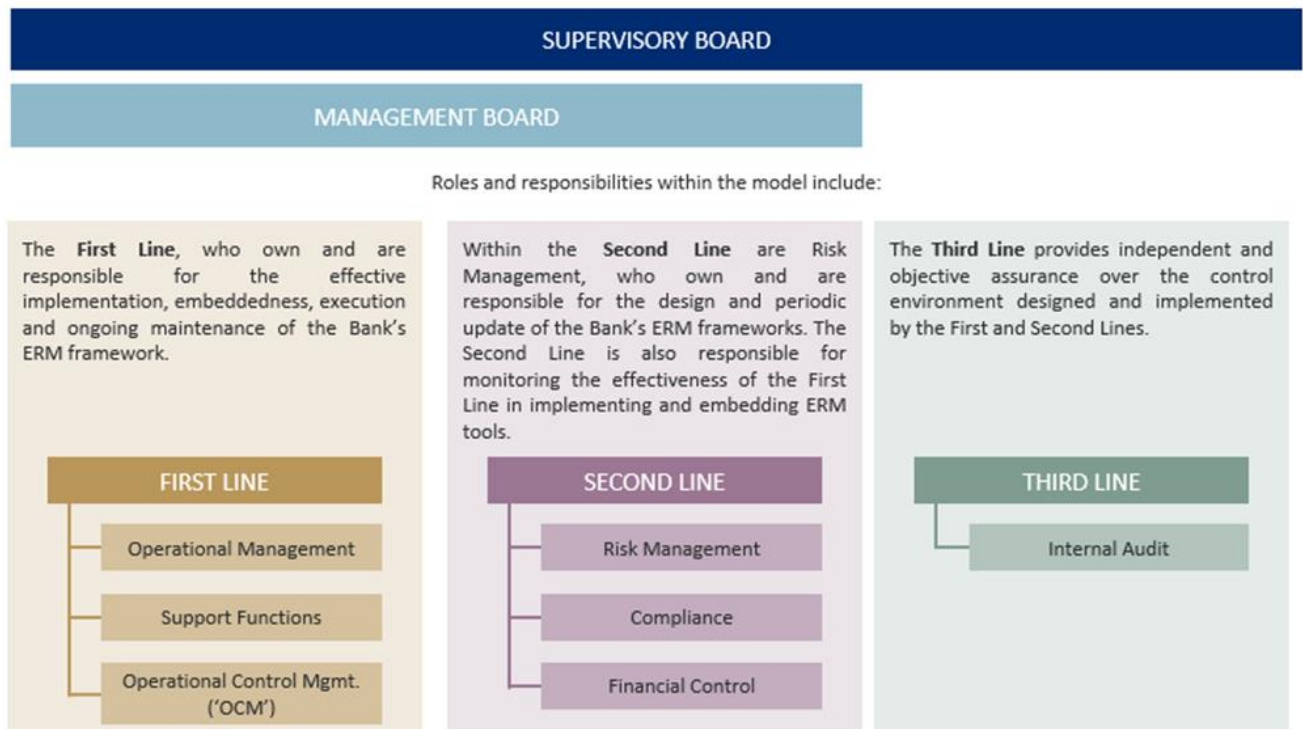 SUPERVISORY BOARD
MANAGEMENT BOARD
Roles and responsibilities within the model include:
The First Line, who own and are
responsible for the effective
implementation, embeddedness, execution
and ongoing maintenance of the Bank’s
ERM framework.
FIRST LINE
Operational Management
Support Functions
Operational Control Mgmt.
(‘OCM’)
Within the Second Line are Risk
Management, who own and are
responsible for the design and periodic
update of the Bank’s ERM frameworks. The
Second Line is also responsible for
monitoring the effectiveness of the First
Line in implementing and embedding ERM
tools.
SECOND LINE
Risk Management
Compliance
Financial Control
The Third Line provides independent and
objective assurance over the control
environment designed and implemented
by the First and Second Lines.
THIRD LINE
Internal Audit